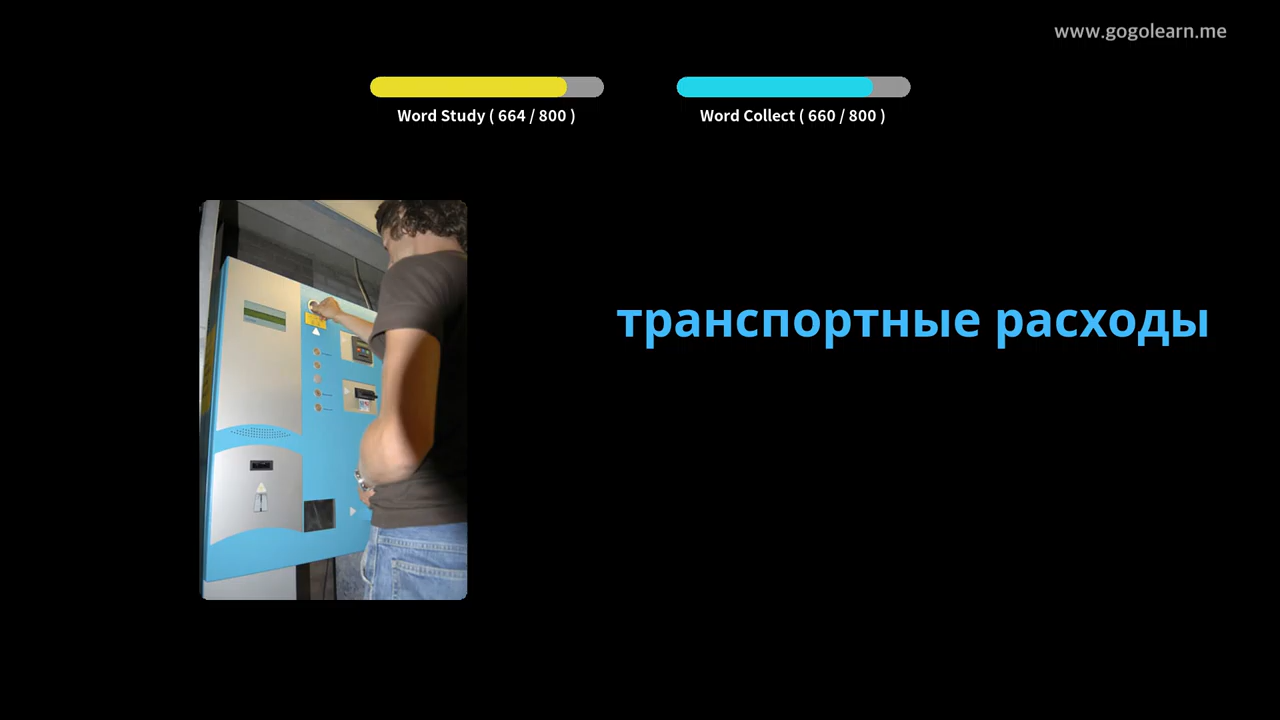 www.gogolearn.me
Word Study ( 664 / 800 )
Word Collect ( 660 / 800 )
транспортные расходы